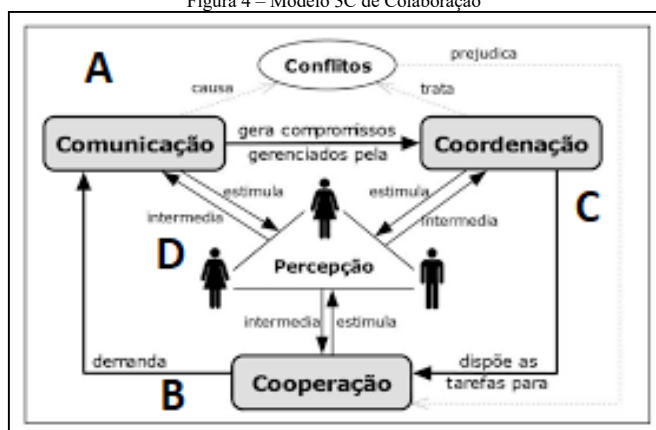 Figura 4 – Modelo 3C de Colaboração
A
Conflitos
prejudica
causa
trata
Comunicação
gera compromissos
gerenciados pela
Coordenação
estimula
intermedia
estimula
intermedia
C
D
Percepção
intermedia
estimula
demanda
B
Cooperação
dispõe as
tarefas para